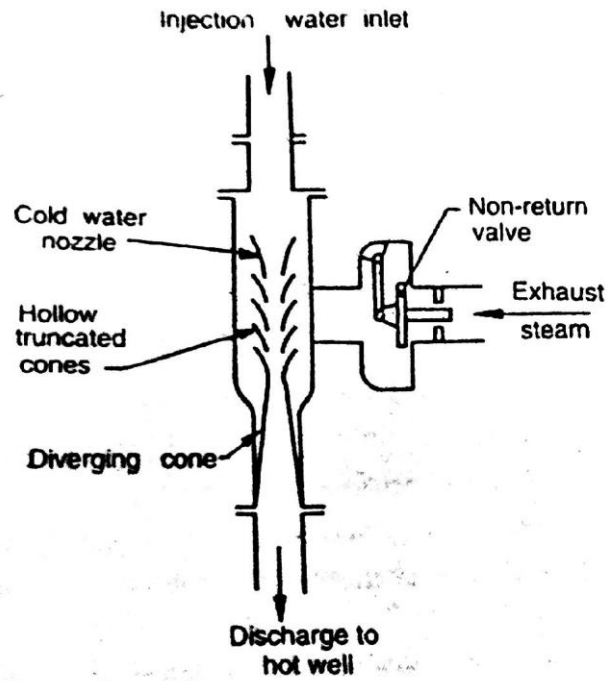 Injection water inlet
Cold water
nozzle
Non-return
valve
Hollow
truncated
cones
Exhaust
steam
Diverging cone
Discharge to
hot well